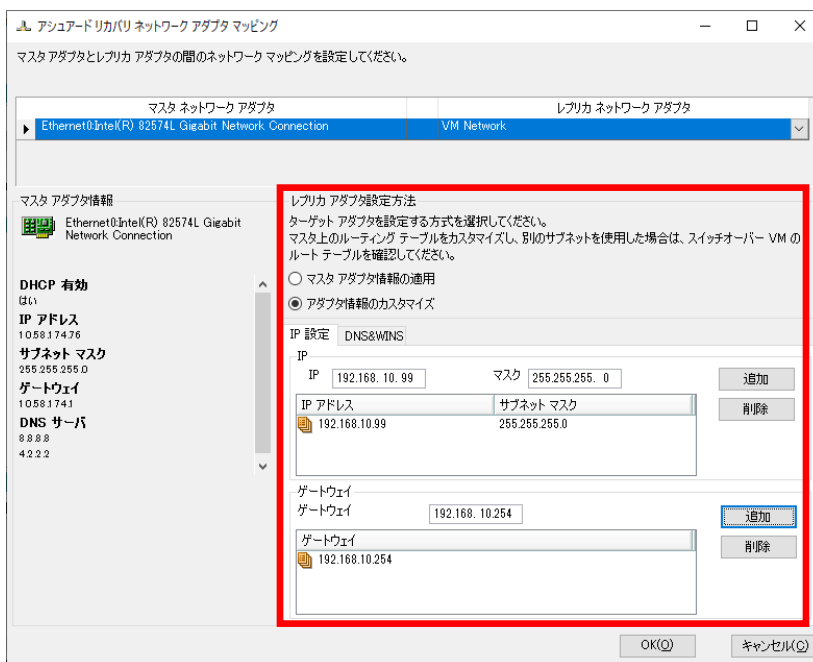 アシュアード リカバリ ネットワーク アダプタ マッピング
マスタ アダプタとレプリカ アダプタの間のネットワーク マッピングを設定してください。
マスタ ネットワーク アダプタ
レプリカ ネットワーク アダプタ
Ethernet0:Intel(R) 82574L Gigabit Network Connection
VM Network
マスタ アダプタ情報
Ethernet0:Intel(R) 82574L Gigabit
Network Connection
DHCP 有効
はい
IP アドレス
10.58.174.76
サブネット マスク
255.255.255.0
ゲートウェイ
10.58.174.1
DNS サーバ
8.8.8.8
4.2.2.2
レプリカ アダプタ設定方法
ターゲット アダプタを設定する方式を選択してください。
マスタ上のルーティング テーブルをカスタマイズし、別のサブネットを使用した場合は、スイッチオーバー VM の
ルート テーブルを確認してください。
マスタ アダプタ情報の適用
アダプタ情報のカスタマイズ
IP 設定
DNS&WINS
IP
IP
192.168. 10. 99
マスク
255.255.255. 0
追加
IP アドレス
サブネット マスク
削除
192.168.10.99
255.255.255.0
ゲートウェイ
ゲートウェイ
192.168. 10.254
追加
ゲートウェイ
削除
192.168.10.254
OK(O)
キャンセル(C)